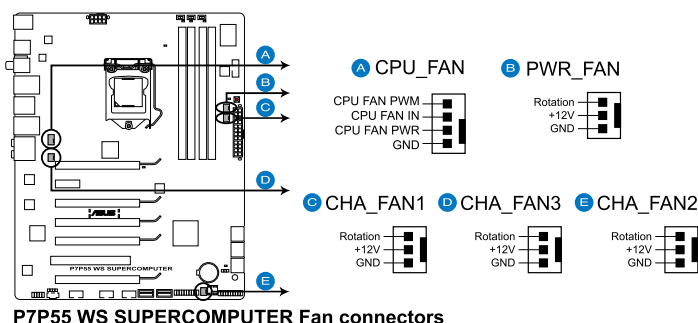 A
B
C
D
E
/SUS
P7P55 WS SUPERCOMPUTER
A CPU_FAN
CPU FAN PWM
CPU FAN IN
CPU FAN PWR
GND
B PWR_FAN
Rotation
+12V
GND
C CHA_FAN1
Rotation
+12V
GND
D CHA_FAN3
Rotation
+12V
GND
E CHA_FAN2
Rotation
+12V
GND
P7P55 WS SUPERCOMPUTER Fan connectors